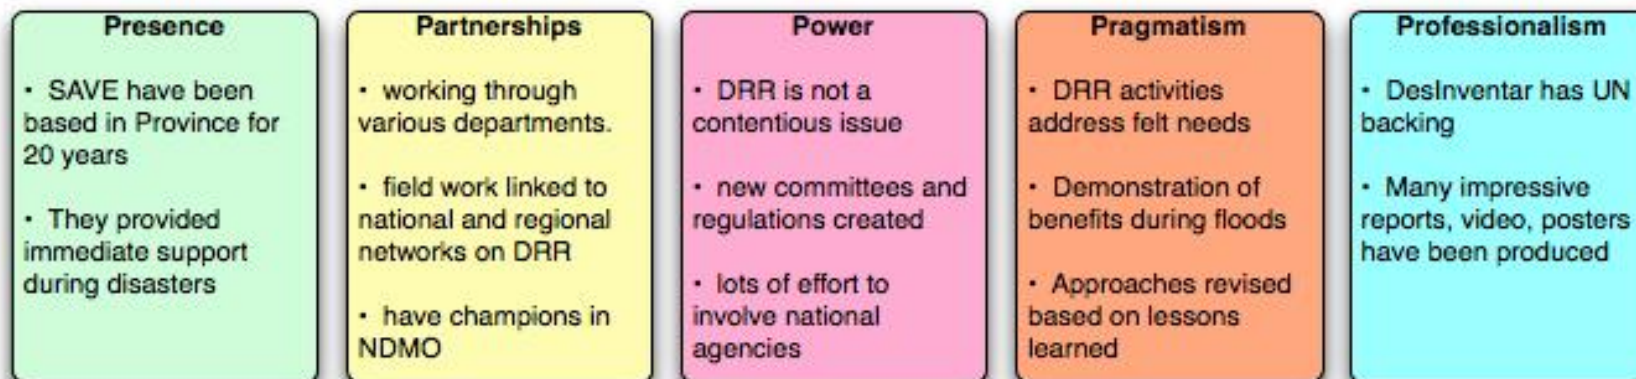 Presence
• SAVE have been
based in Province for
20 years
• They provided
immediate support
during disasters
Partnerships
• working through
various departments.
• field work linked to
national and regional
networks on DRR
• have champions in
NDMO
Power
• DRR is not a
contentious issue
• new committees and
regulations created
• lots of effort to
involve national
agencies
Pragmatism
• DRR activities
address felt needs
• Demonstration of
benefits during floods
• Approaches revised
based on lessons
learned
Professionalism
• DesInventar has UN
backing
• Many impressive
reports, video, posters
have been produced